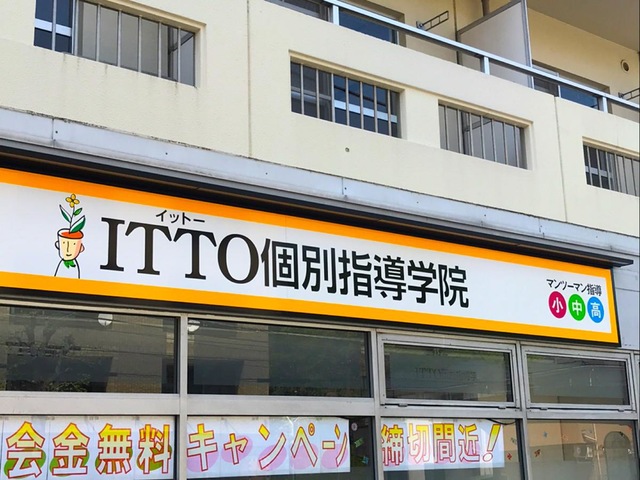 イットー
ITTO個別指導学院
マンツーマン指導
小 中 高
会金無料 キャンペーン 締切間近!